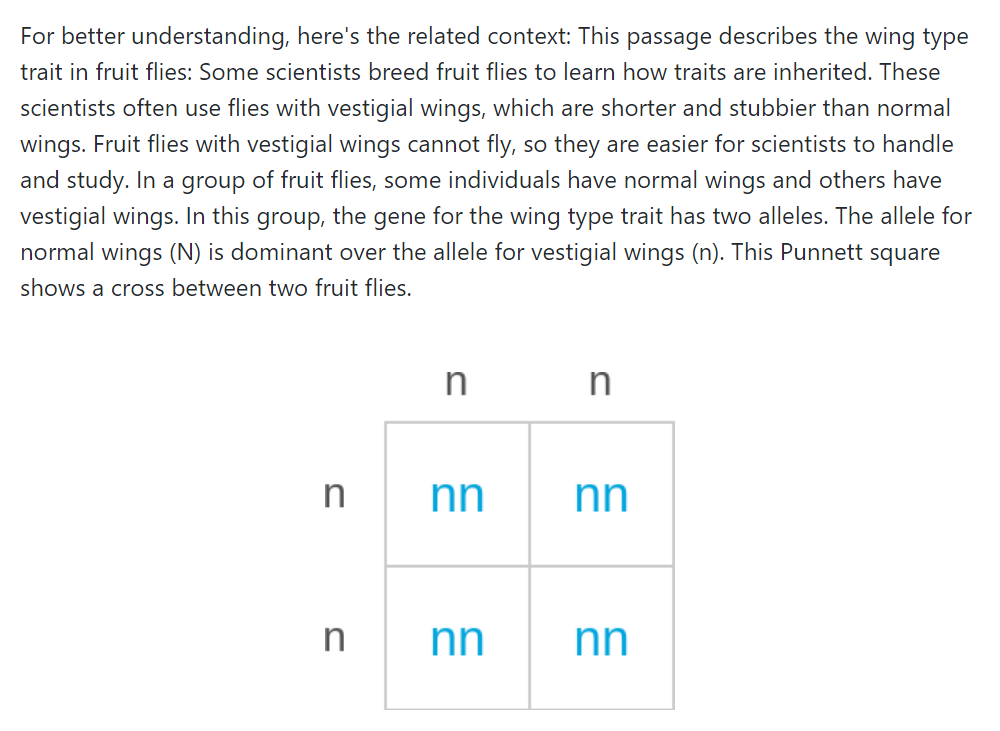 For better understanding, here's the related context: This passage describes the wing type
trait in fruit flies: Some scientists breed fruit flies to learn how traits are inherited. These
scientists often use flies with vestigial wings, which are shorter and stubbier than normal
wings. Fruit flies with vestigial wings cannot fly, so they are easier for scientists to handle
and study. In a group of fruit flies, some individuals have normal wings and others have
vestigial wings. In this group, the gene for the wing type trait has two alleles. The allele for
normal wings (N) is dominant over the allele for vestigial wings (n). This Punnett square
shows a cross between two fruit flies.
n n
n nn nn
n nn nn